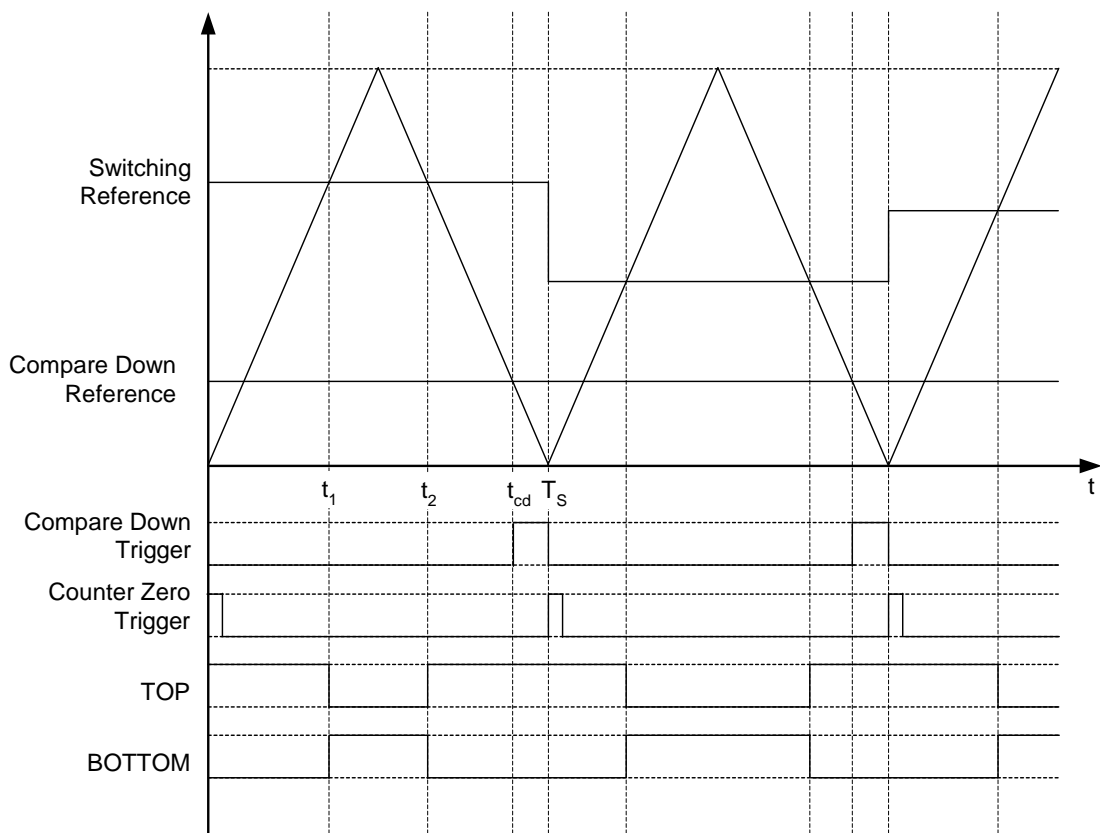 Switching
Reference
Compare Down
Reference
t1 t2 tcd TS t
Compare Down
Trigger
Counter Zero
Trigger
TOP
BOTTOM